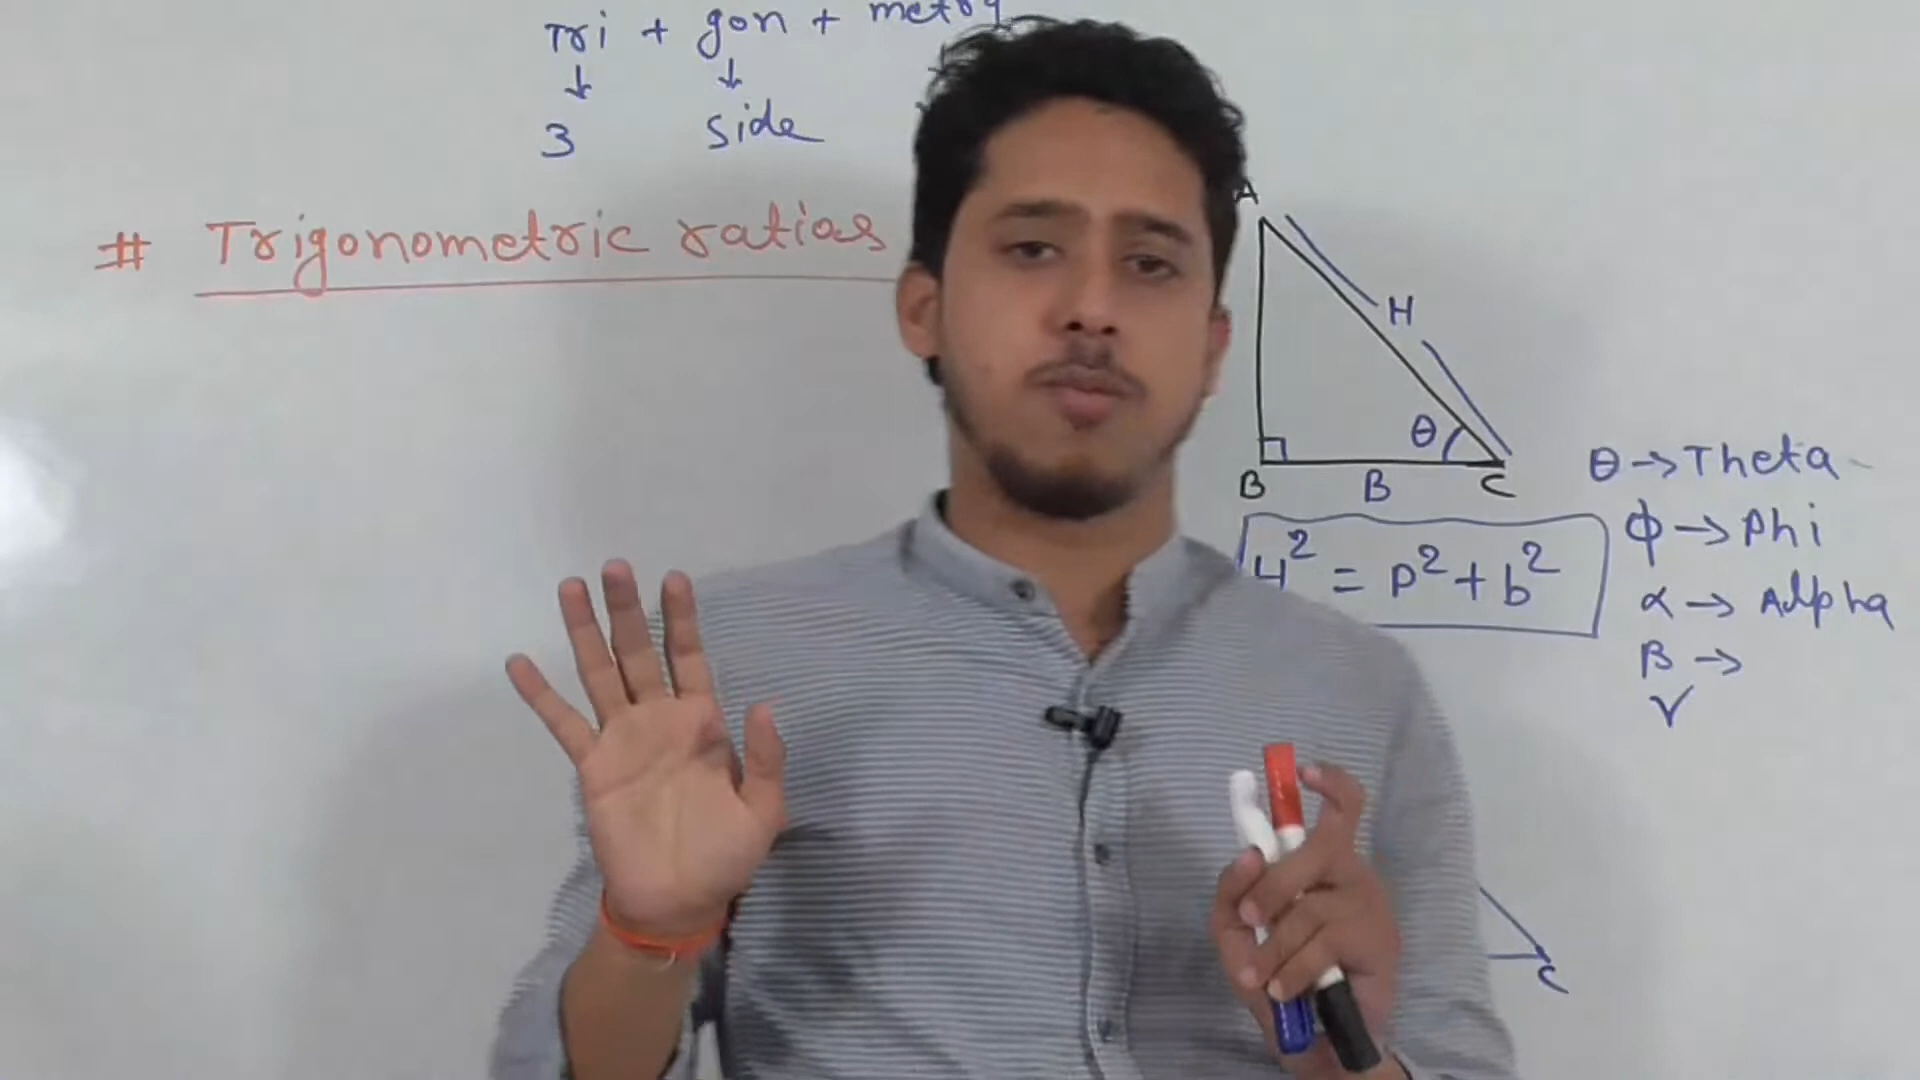 Tri + gon + metry
↓ ↓
3 side
# Trigonometric ratios
A
H
θ
B B C
H² = P² + b²
θ → Theta
ϕ → Phi
α → Alpha
β →
γ
C